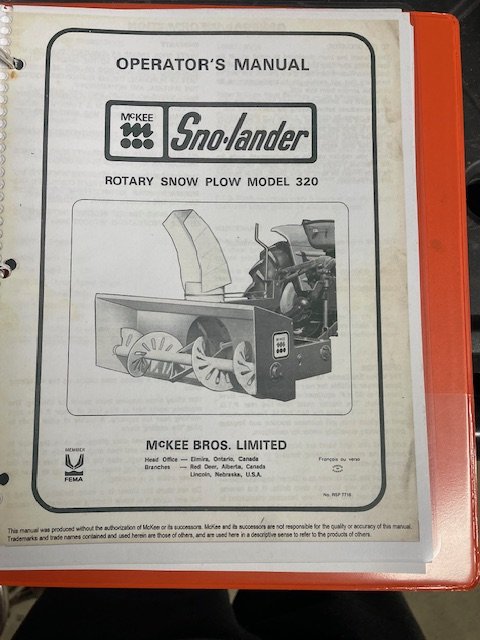 OPERATOR'S MANUAL
McKEE
Sno-lander
ROTARY SNOW PLOW MODEL 320
McKEE
McKEE BROS. LIMITED
Head Office — Elmira, Ontario, Canada
Branches — Red Deer, Alberta, Canada
Lincoln, Nebraska, U.S.A.
Français au verso
MEMBER
FEMA
No. RSP 7716
This manual was produced without the authorization of McKee or its successors. McKee and its successors are not responsible for the quality or accuracy of this manual.
Trademarks and trade names contained and used herein are those of others, and are used here in a descriptive sense to refer to the products of others.